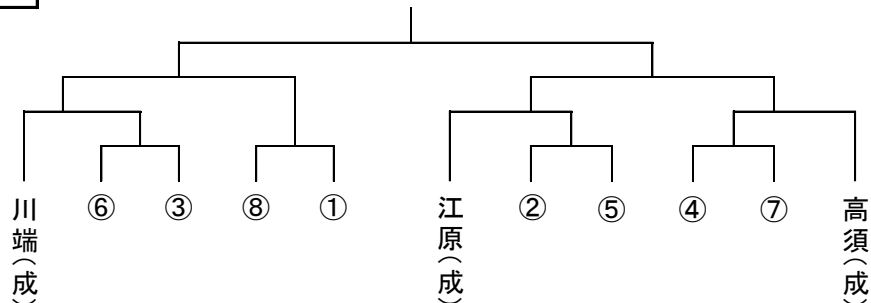 川端（成）
⑥
③
⑧
①
江原（成）
②
⑤
④
⑦
高須（成）